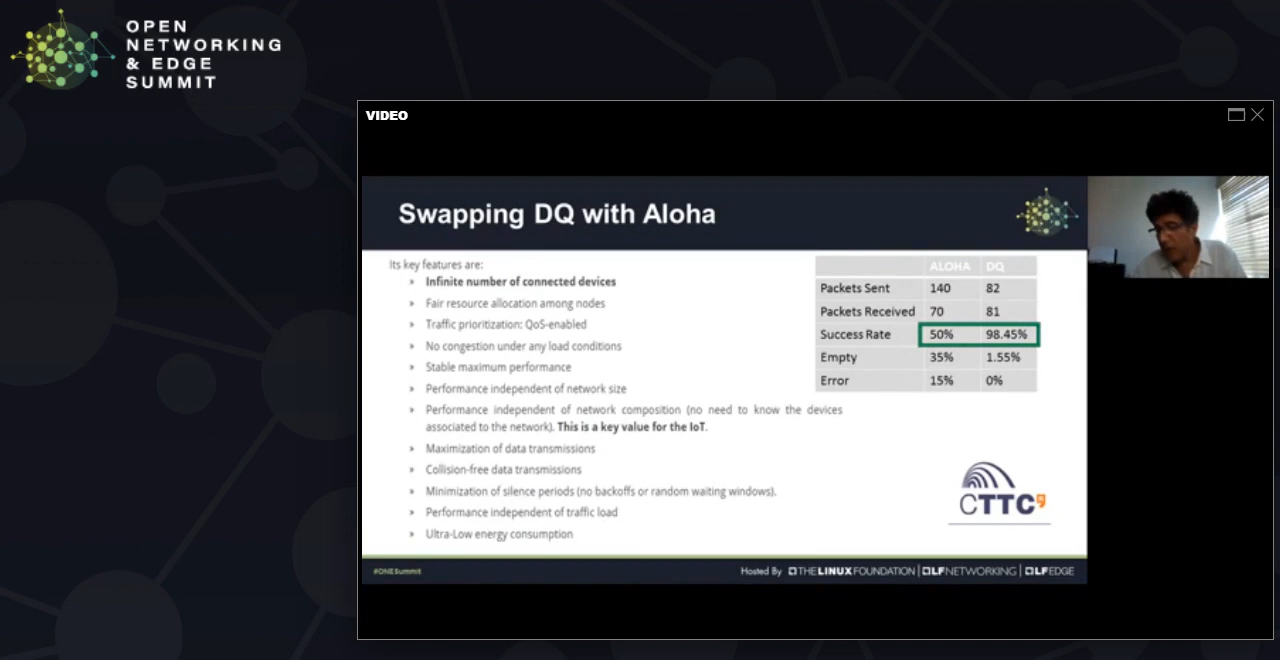 OPEN
NETWORKING
& EDGE
SUMMIT
VIDEO
Swapping DQ with Aloha
Its key features are:
» Infinite number of connected devices
» Fair resource allocation among nodes
» Traffic prioritization: QoS-enabled
» No congestion under any load conditions
» Stable maximum performance
» Performance independent of network size
» Performance independent of network composition (no need to know the devices
associated to the network). This is a key value for the IoT.
» Maximization of data transmissions
» Collision-free data transmissions
» Minimization of silence periods (no backoffs or random waiting windows).
» Performance independent of traffic load
» Ultra-Low energy consumption
ALOHA DQ
Packets Sent 140 82
Packets Received 70 81
Success Rate 50% 98.45%
Empty 35% 1.55%
Error 15% 0%
CTTC
#ONESummit
Hosted By THE LINUX FOUNDATION | LF NETWORKING | LF EDGE